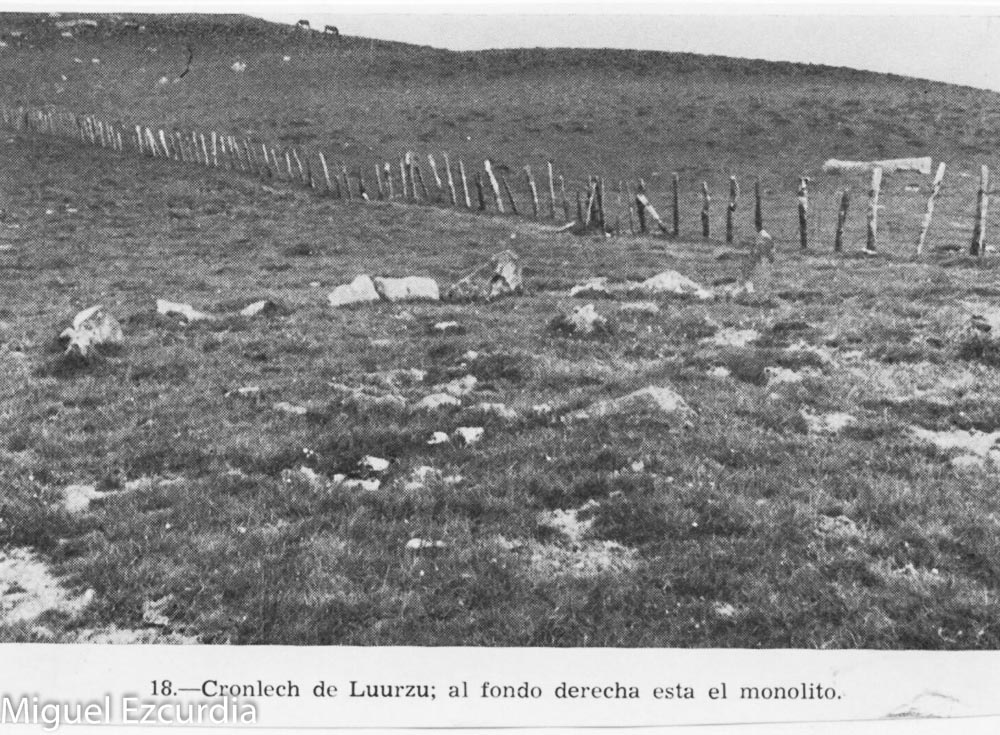 18.—Cronlech de Luurzu; al fondo derecha esta el monolito.
Miguel Ezcurdia